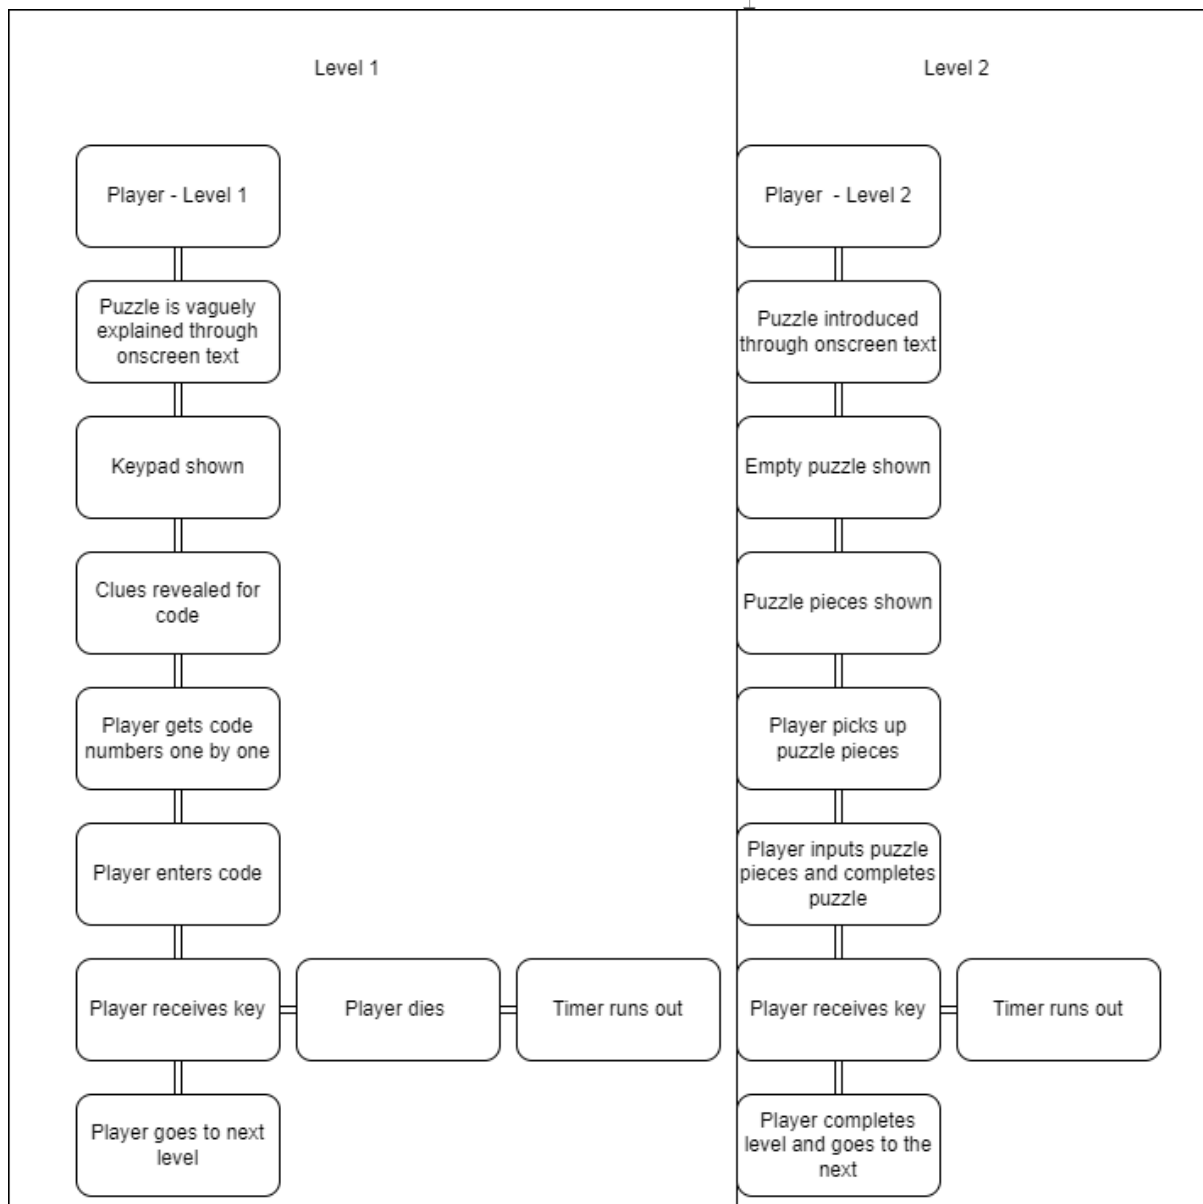 Level 1
Player - Level 1
Puzzle is vaguely
explained through
onscreen text
Keypad shown
Clues revealed for
code
Player gets code
numbers one by one
Player enters code
Player receives key
Player dies
Timer runs out
Player goes to next
level
Level 2
Player  - Level 2
Puzzle introduced
through onscreen text
Empty puzzle shown
Puzzle pieces shown
Player picks up
puzzle pieces
Player inputs puzzle
pieces and completes
puzzle
Player receives key
Timer runs out
Player completes
level and goes to the
next